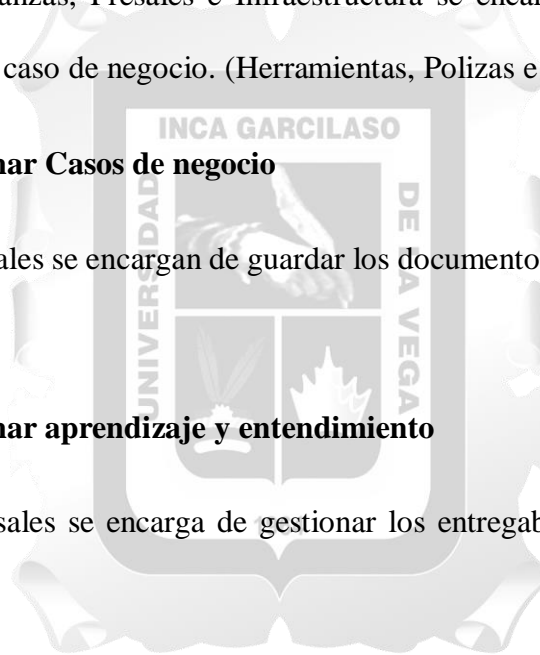 anzas, Presales e Infraestructura se encar
caso de negocio. (Herramientas, Polizas e
INCA GARCILASO
nar Casos de negocio
UNIVERSIDAD
DE LA VEGA
ales se encargan de guardar los documento
nar aprendizaje y entendimiento
sales se encarga de gestionar los entregab